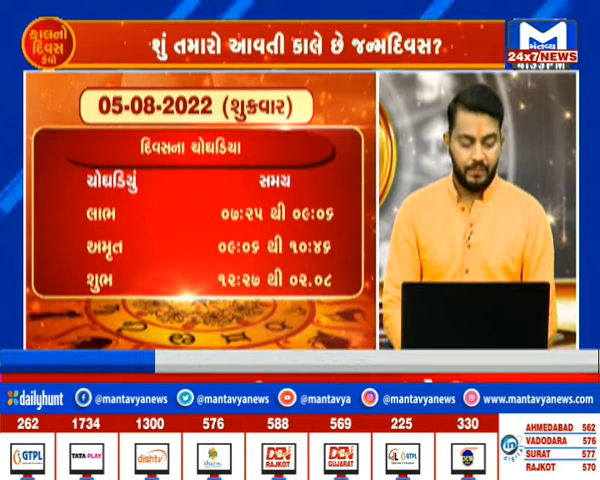 કાલનો
દિવસ
કેવો
શું તમારો આવતી કાલે છે જન્મદિવસ?
મંતવ્ય
24x7NEWS
05-08-2022 (શુક્રવાર)
દિવસના ચોઘડિયા
ચોઘડિયું સમય
લાભ ૦૭:૨૫ થી ૦૯:૦૬
અમૃત ૦૯:૦૬ થી ૧૦:૪૬
શુભ ૧૨:૨૭ થી ૦૨.૦૮
dailyhunt @mantavyanews @mantavyanews @mantavya @mantavyanews @mantavyanews www.mantavyanews.com
262 1734 1300 576 588 569 225 330
GTPL TATA PLAY dishtv DEN RAJKOT DEN GUJARAT
in digital
AHMEDABAD 562
VADODARA 576
SURAT 577
RAJKOT 570